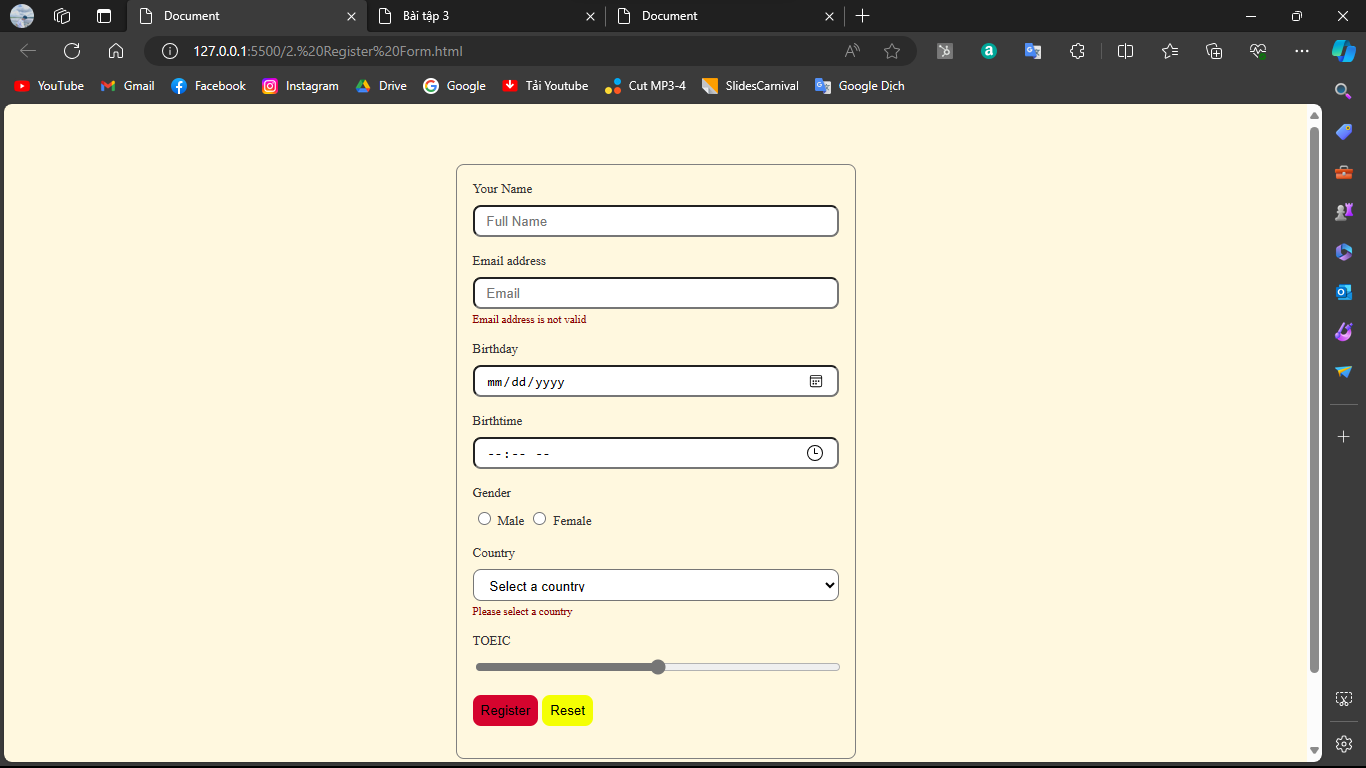 Document Bài tập 3 Document
127.0.0.1:5500/2.%20Register%20Form.html
YouTube Gmail Facebook Instagram Drive Google Tải Youtube Cut MP3-4 SlidesCarnival Google Dịch
Your Name
Full Name
Email address
Email
Email address is not valid
Birthday
mm/dd/yyyy
Birthtime
--:-- --
Gender
Male Female
Country
Select a country
Please select a country
TOEIC
Register Reset